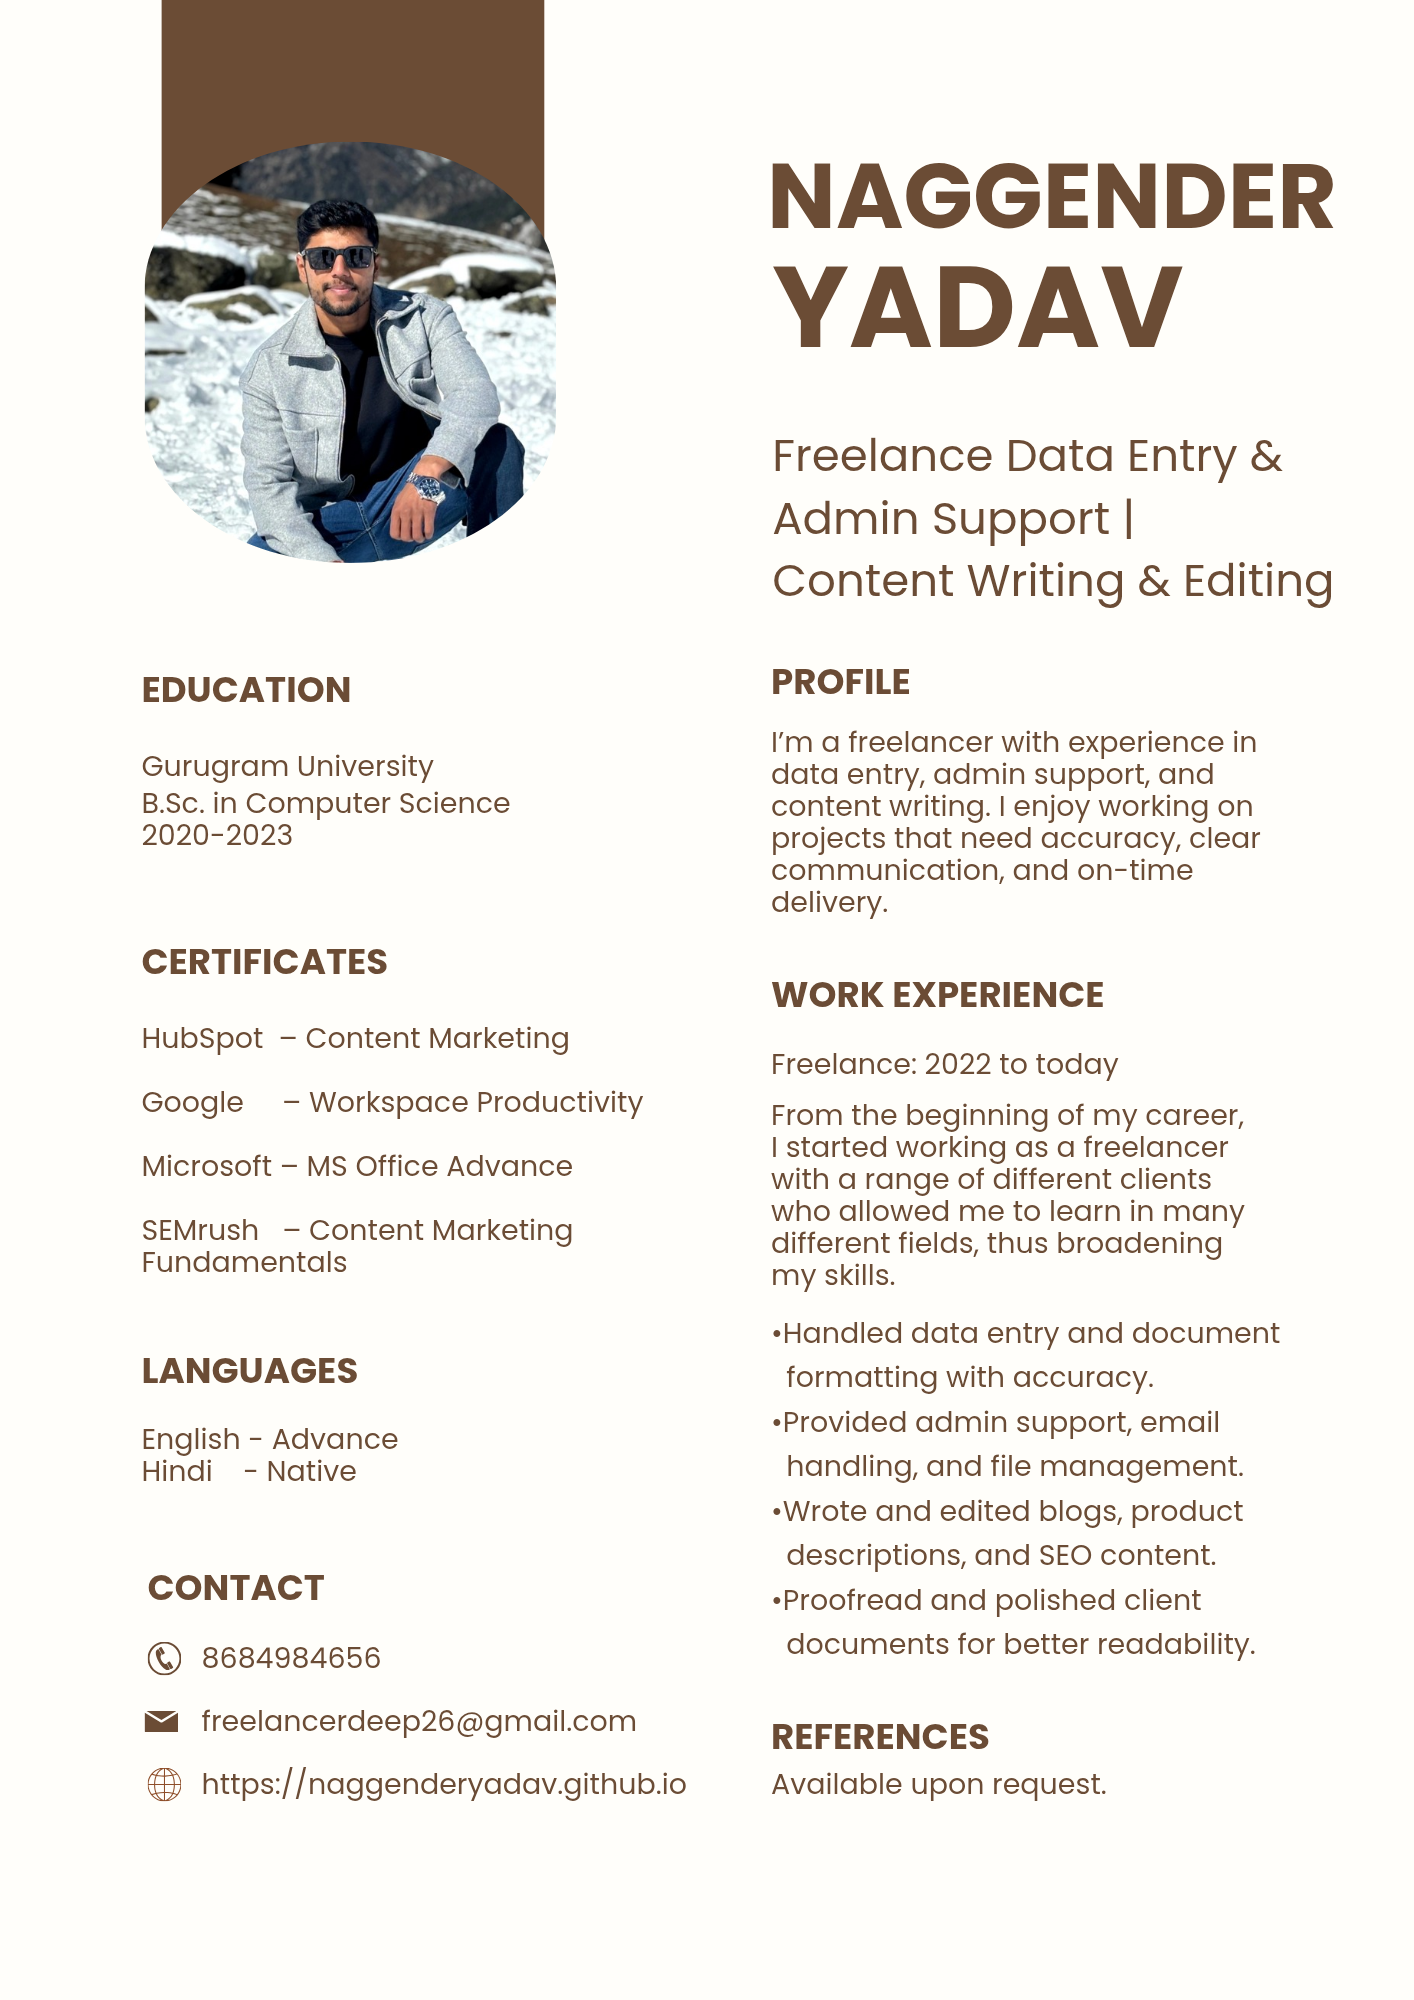 NAGGENDER
YADAV
Freelance Data Entry &
Admin Support |
Content Writing & Editing
EDUCATION
Gurugram University
B.Sc. in Computer Science
2020-2023
CERTIFICATES
HubSpot – Content Marketing
Google – Workspace Productivity
Microsoft – MS Office Advance
SEMrush – Content Marketing
Fundamentals
LANGUAGES
English - Advance
Hindi - Native
CONTACT
8684984656
freelancerdeep26@gmail.com
https://naggenderyadav.github.io
PROFILE
I’m a freelancer with experience in
data entry, admin support, and
content writing. I enjoy working on
projects that need accuracy, clear
communication, and on-time
delivery.
WORK EXPERIENCE
Freelance: 2022 to today
From the beginning of my career,
I started working as a freelancer
with a range of different clients
who allowed me to learn in many
different fields, thus broadening
my skills.
•Handled data entry and document
formatting with accuracy.
•Provided admin support, email
handling, and file management.
•Wrote and edited blogs, product
descriptions, and SEO content.
•Proofread and polished client
documents for better readability.
REFERENCES
Available upon request.